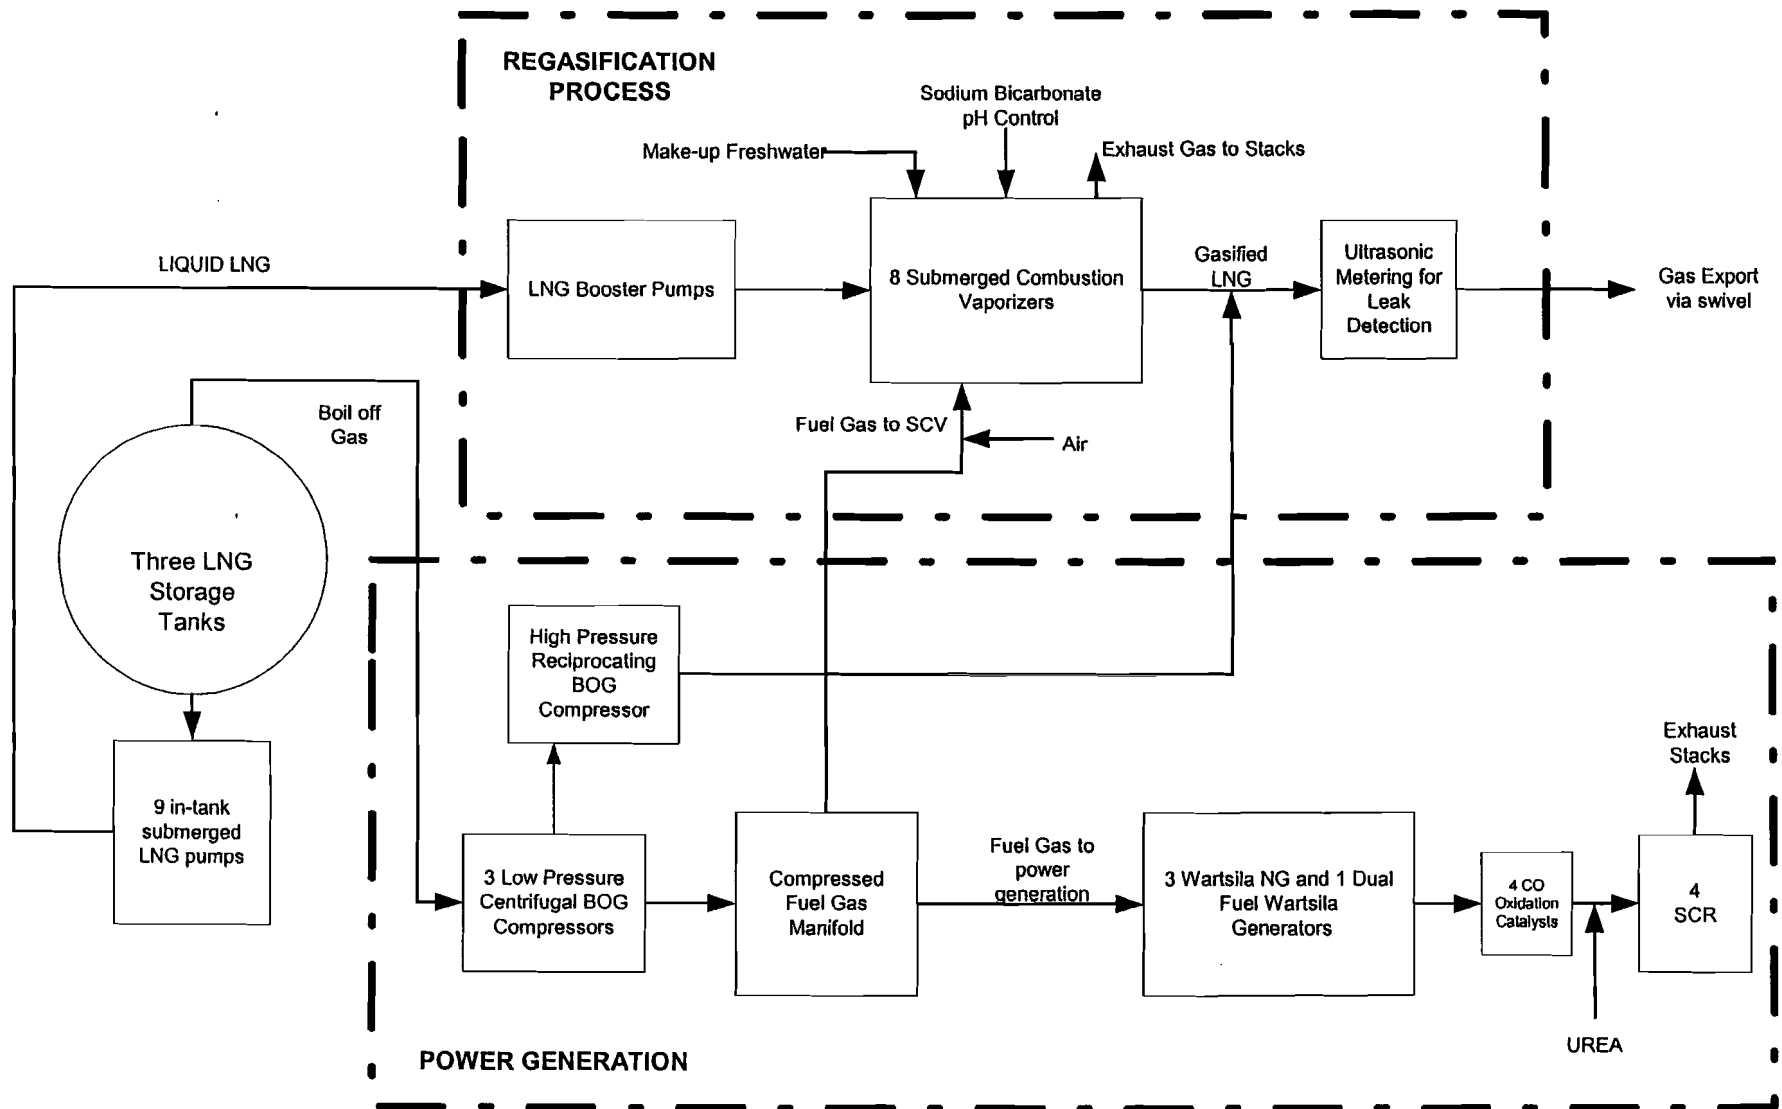 REGASIFICATION
PROCESS
Sodium Bicarbonate
pH Control
Make-up Freshwater
Exhaust Gas to Stacks
LIQUID LNG
LNG Booster Pumps
8 Submerged Combustion
Vaporizers
Gasified
LNG
Ultrasonic
Metering for
Leak
Detection
Gas Export
via swivel
Boil off
Gas
Fuel Gas to SCV
Air
Three LNG
Storage
Tanks
High Pressure
Reciprocating
BOG
Compressor
9 in-tank
submerged
LNG pumps
3 Low Pressure
Centrifugal BOG
Compressors
Compressed
Fuel Gas
Manifold
Fuel Gas to
power
generation
3 Wartsila NG and 1 Dual
Fuel Wartsila
Generators
4 CO
Oxidation
Catalysts
4
SCR
Exhaust
Stacks
UREA
POWER GENERATION